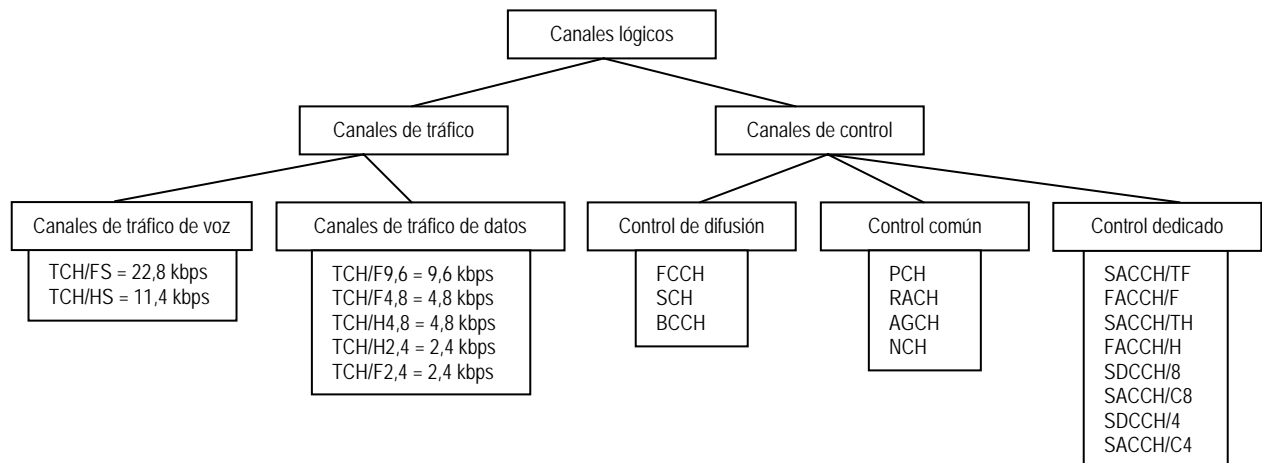 Canales lógicos
Canales de tráfico
Canales de control
Canales de tráfico de voz
TCH/FS = 22,8 kbps
TCH/HS = 11,4 kbps
Canales de tráfico de datos
TCH/F9,6 = 9,6 kbps
TCH/F4,8 = 4,8 kbps
TCH/H4,8 = 4,8 kbps
TCH/H2,4 = 2,4 kbps
TCH/F2,4 = 2,4 kbps
Control de difusión
FCCH
SCH
BCCH
Control común
PCH
RACH
AGCH
NCH
Control dedicado
SACCH/TF
FACCH/F
SACCH/TH
FACCH/H
SDCCH/8
SACCH/C8
SDCCH/4
SACCH/C4